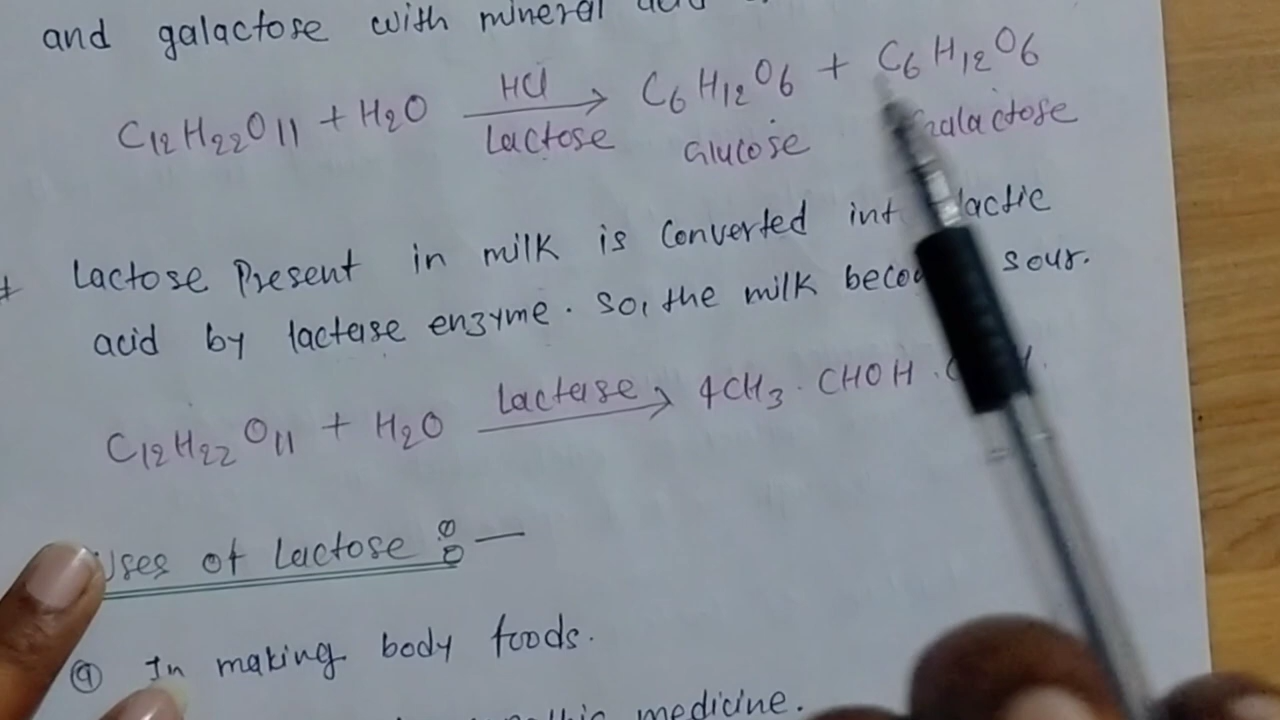 and galactose with mineral acid
HCl
C12H22O11 + H2O → C6H12O6 + C6H12O6
Lactose Glucose Galactose
Lactose Present in milk is converted lactic
acid by lactase enzyme. So, the milk sour.
Lactase
C12H22O11 + H2O → 4CH3 . CHOH .
Uses of Lactose : —
a In making body foods.
medicine.